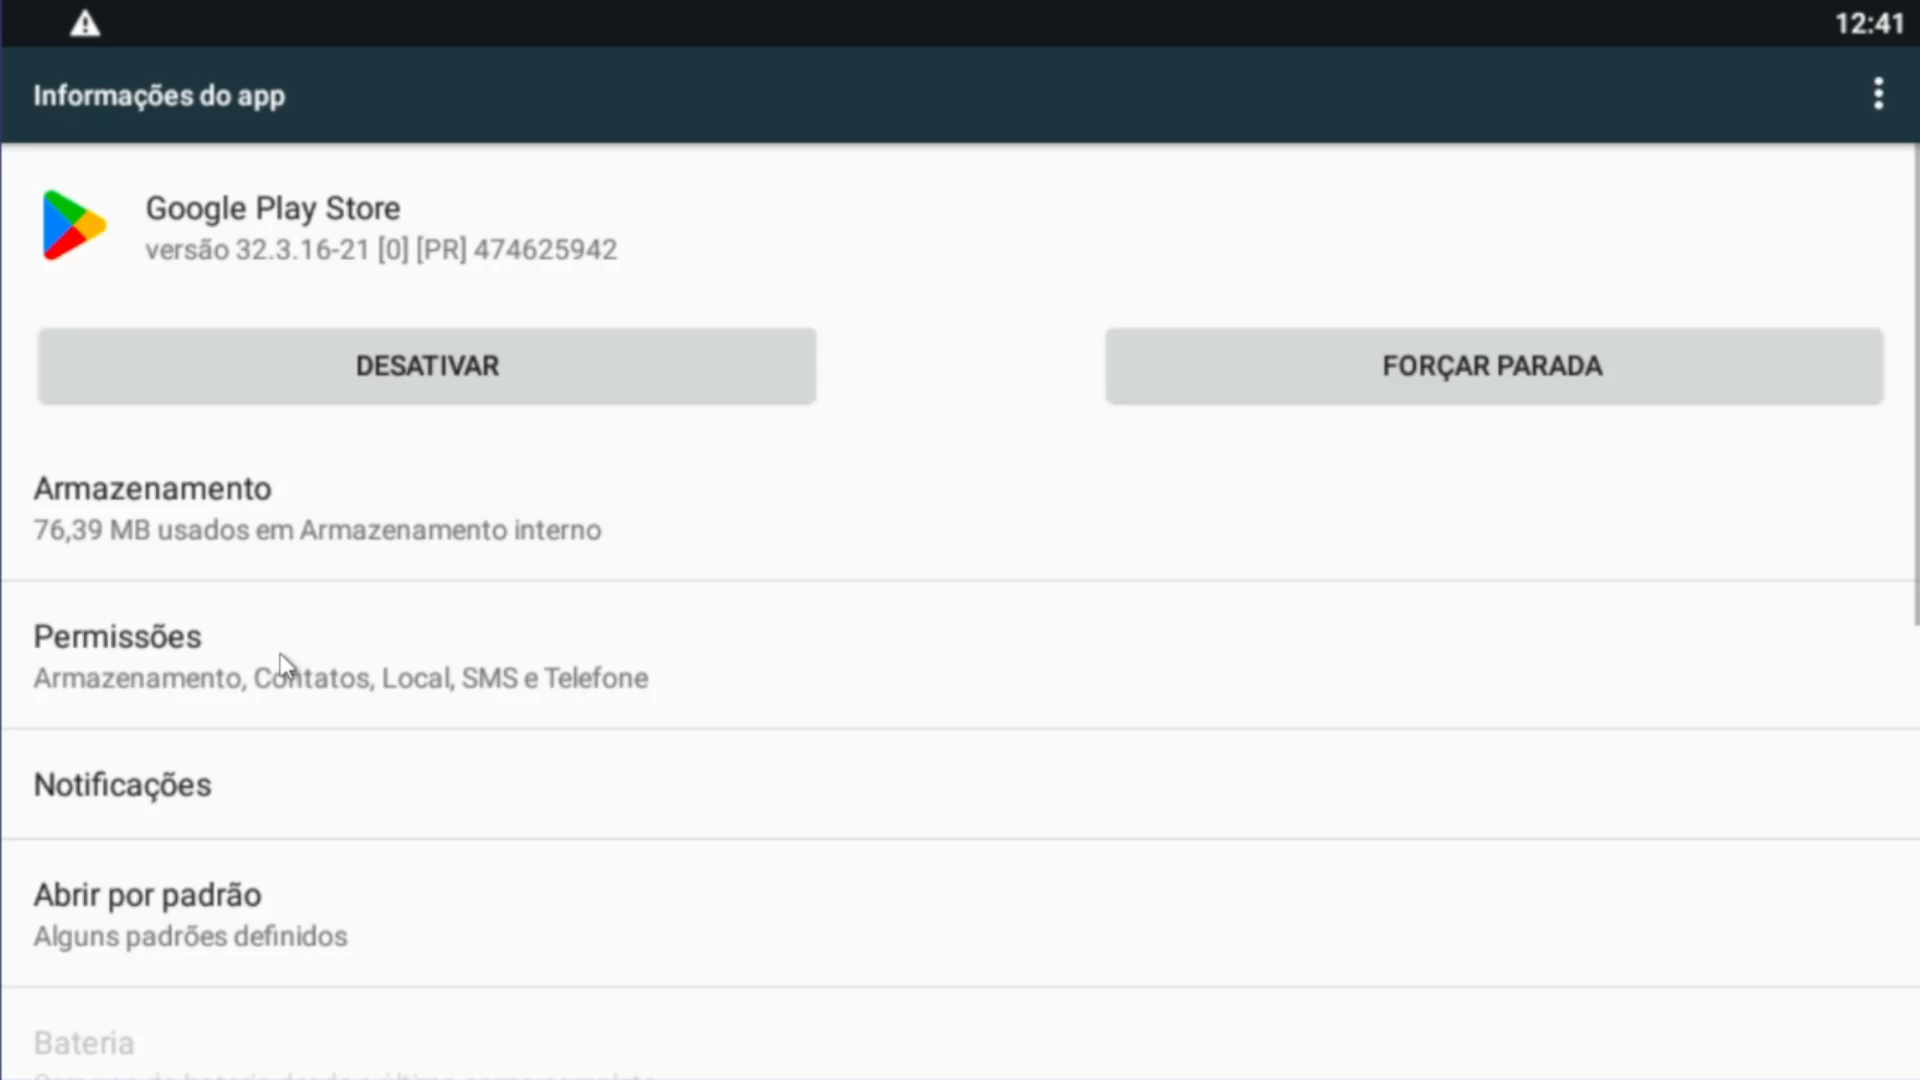 12:41
Informações do app
Google Play Store
versão 32.3.16-21 [0] [PR] 474625942
DESATIVAR
FORÇAR PARADA
Armazenamento
76,39 MB usados em Armazenamento interno
Permissões
Armazenamento, Contatos, Local, SMS e Telefone
Notificações
Abrir por padrão
Alguns padrões definidos
Bateria